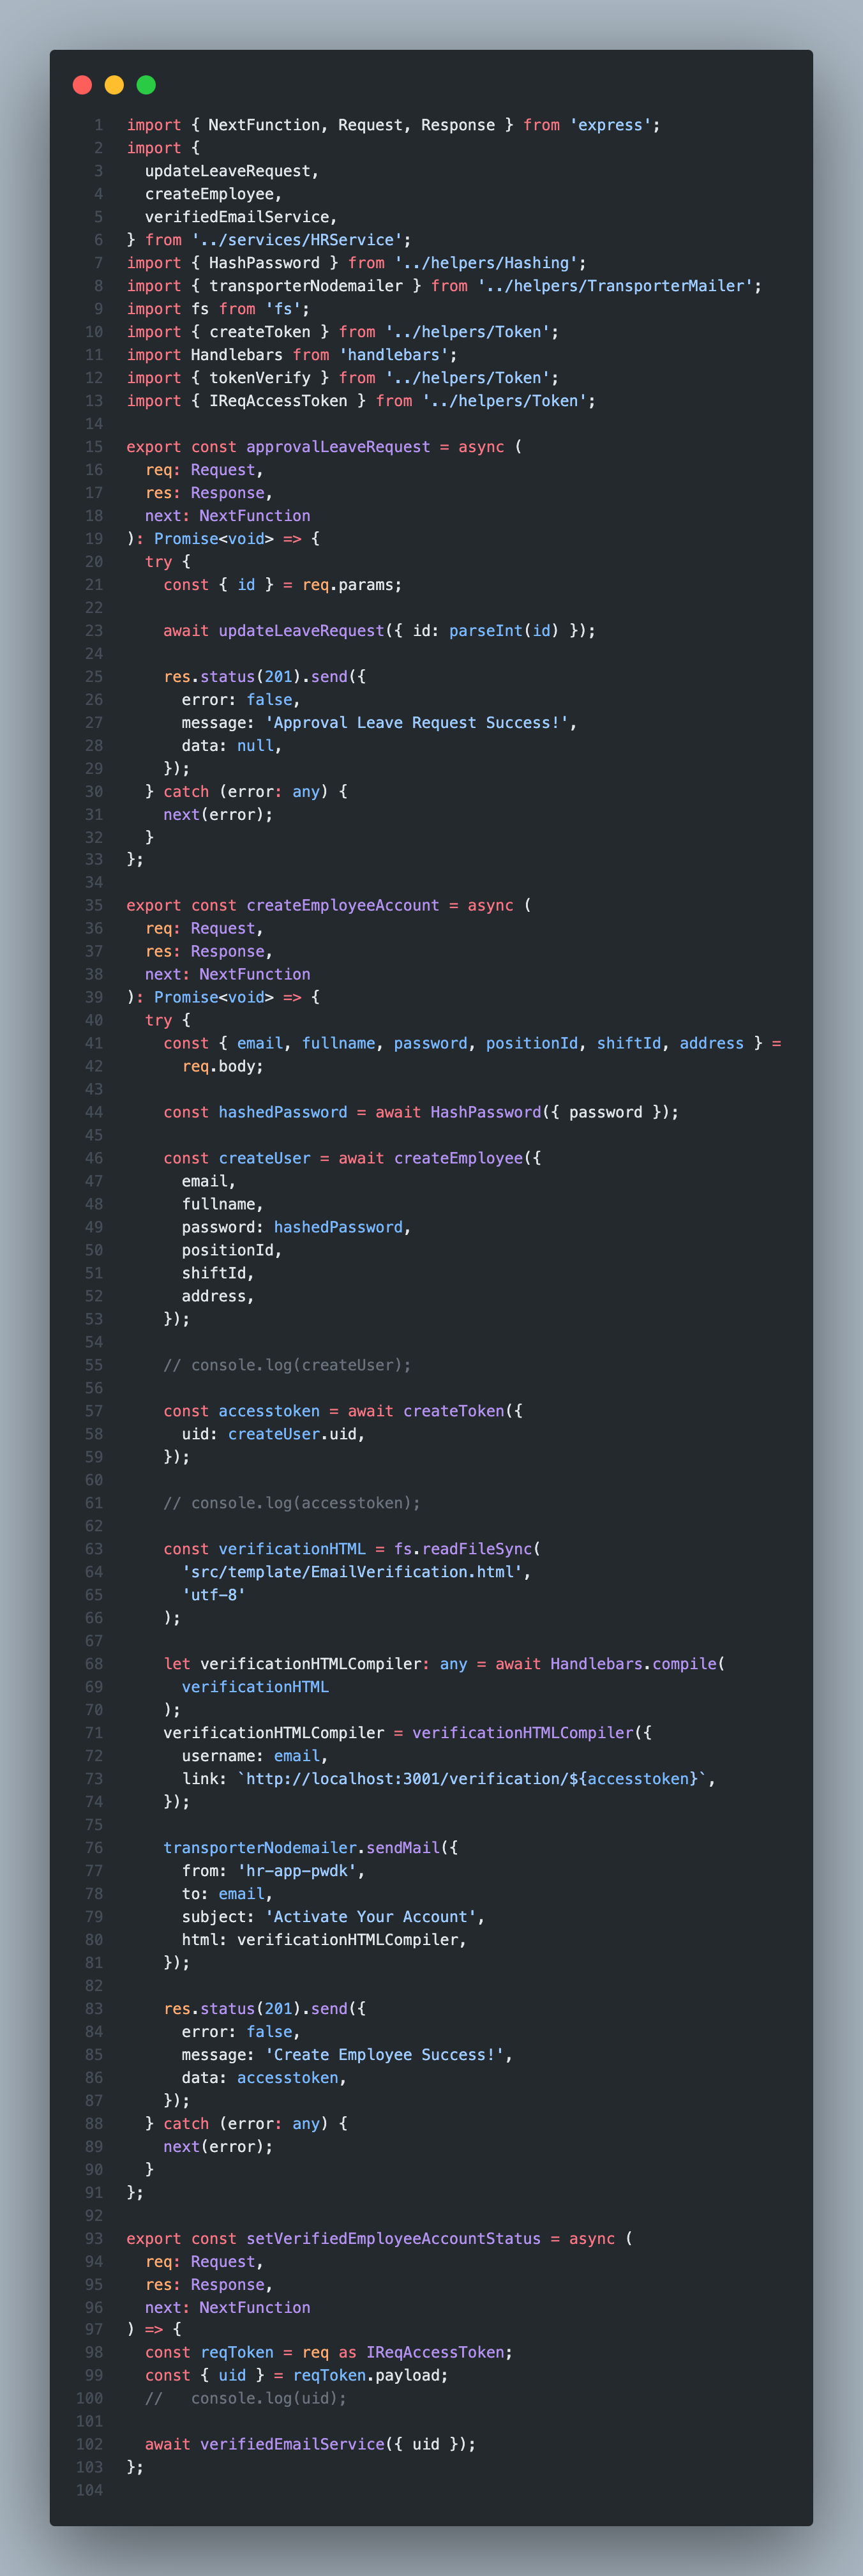 1 import { NextFunction, Request, Response } from 'express';
2 import {
3   updateLeaveRequest,
4   createEmployee,
5   verifiedEmailService,
6 } from '../services/HRService';
7 import { HashPassword } from '../helpers/Hashing';
8 import { transporterNodemailer } from '../helpers/TransporterMailer';
9 import fs from 'fs';
10 import { createToken } from '../helpers/Token';
11 import Handlebars from 'handlebars';
12 import { tokenVerify } from '../helpers/Token';
13 import { IReqAccessToken } from '../helpers/Token';
14
15 export const approvalLeaveRequest = async (
16   req: Request,
17   res: Response,
18   next: NextFunction
19 ): Promise<void> => {
20   try {
21     const { id } = req.params;
22
23     await updateLeaveRequest({ id: parseInt(id) });
24
25     res.status(201).send({
26       error: false,
27       message: 'Approval Leave Request Success!',
28       data: null,
29     });
30   } catch (error: any) {
31     next(error);
32   }
33 };
34
35 export const createEmployeeAccount = async (
36   req: Request,
37   res: Response,
38   next: NextFunction
39 ): Promise<void> => {
40   try {
41     const { email, fullname, password, positionId, shiftId, address } =
42       req.body;
43
44     const hashedPassword = await HashPassword({ password });
45
46     const createUser = await createEmployee({
47       email,
48       fullname,
49       password: hashedPassword,
50       positionId,
51       shiftId,
52       address,
53     });
54
55     // console.log(createUser);
56
57     const accesstoken = await createToken({
58       uid: createUser.uid,
59     });
60
61     // console.log(accesstoken);
62
63     const verificationHTML = fs.readFileSync(
64       'src/template/EmailVerification.html',
65       'utf-8'
66     );
67
68     let verificationHTMLCompiler: any = await Handlebars.compile(
69       verificationHTML
70     );
71     verificationHTMLCompiler = verificationHTMLCompiler({
72       username: email,
73       link: `http://localhost:3001/verification/${accesstoken}`,
74     });
75
76     transporterNodemailer.sendMail({
77       from: 'hr-app-pwdk',
78       to: email,
79       subject: 'Activate Your Account',
80       html: verificationHTMLCompiler,
81     });
82
83     res.status(201).send({
84       error: false,
85       message: 'Create Employee Success!',
86       data: accesstoken,
87     });
88   } catch (error: any) {
89     next(error);
90   }
91 };
92
93 export const setVerifiedEmployeeAccountStatus = async (
94   req: Request,
95   res: Response,
96   next: NextFunction
97 ) => {
98   const reqToken = req as IReqAccessToken;
99   const { uid } = reqToken.payload;
100   //   console.log(uid);
101
102   await verifiedEmailService({ uid });
103 };
104